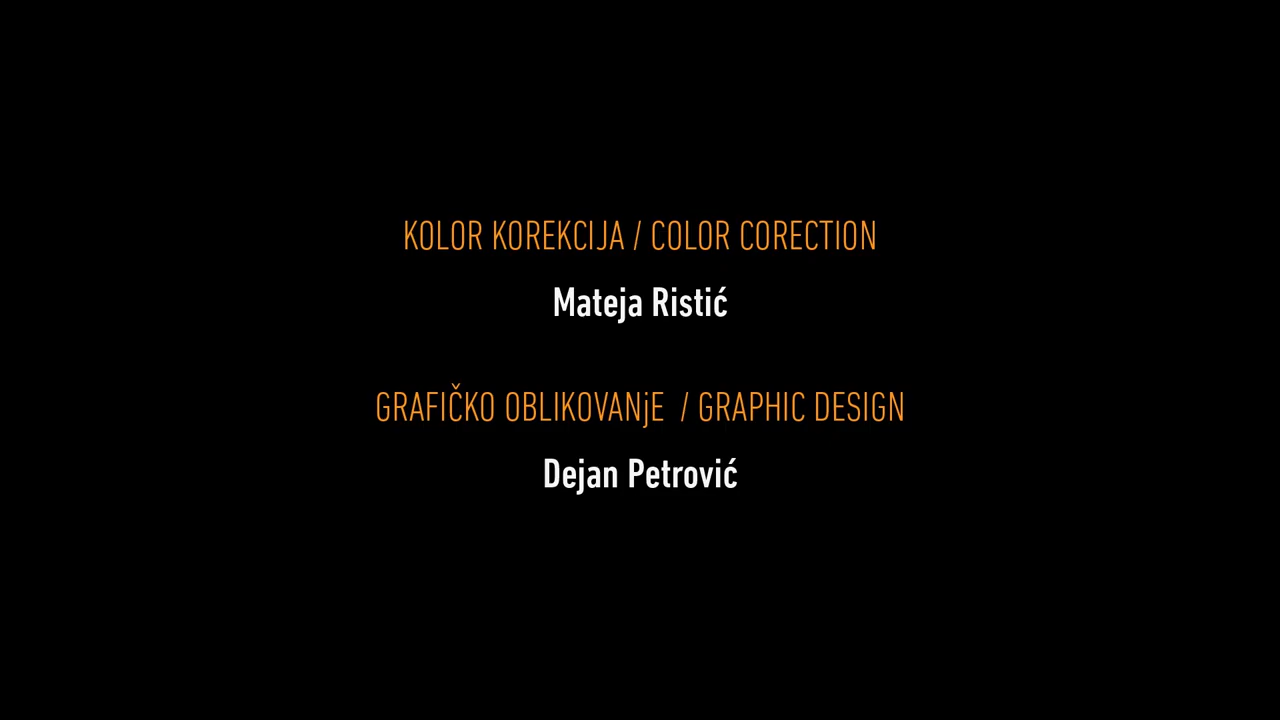 KOLOR KOREKCIJA / COLOR CORECTION
Mateja Ristić
GRAFIČKO OBLIKOVANjE / GRAPHIC DESIGN
Dejan Petrović